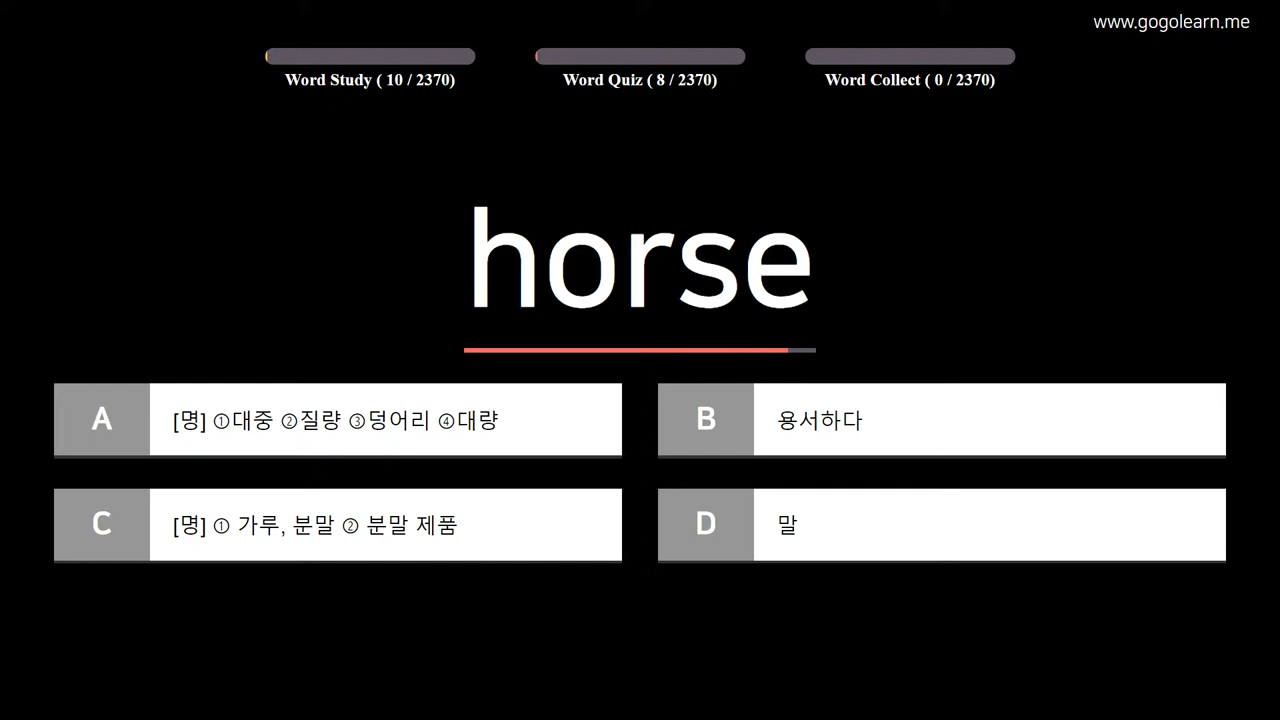 www.gogolearn.me
Word Study ( 10 / 2370)
Word Quiz ( 8 / 2370)
Word Collect ( 0 / 2370)
horse
A [명] ①대중 ②질량 ③덩어리 ④대량
B 용서하다
C [명] ① 가루, 분말 ② 분말 제품
D 말